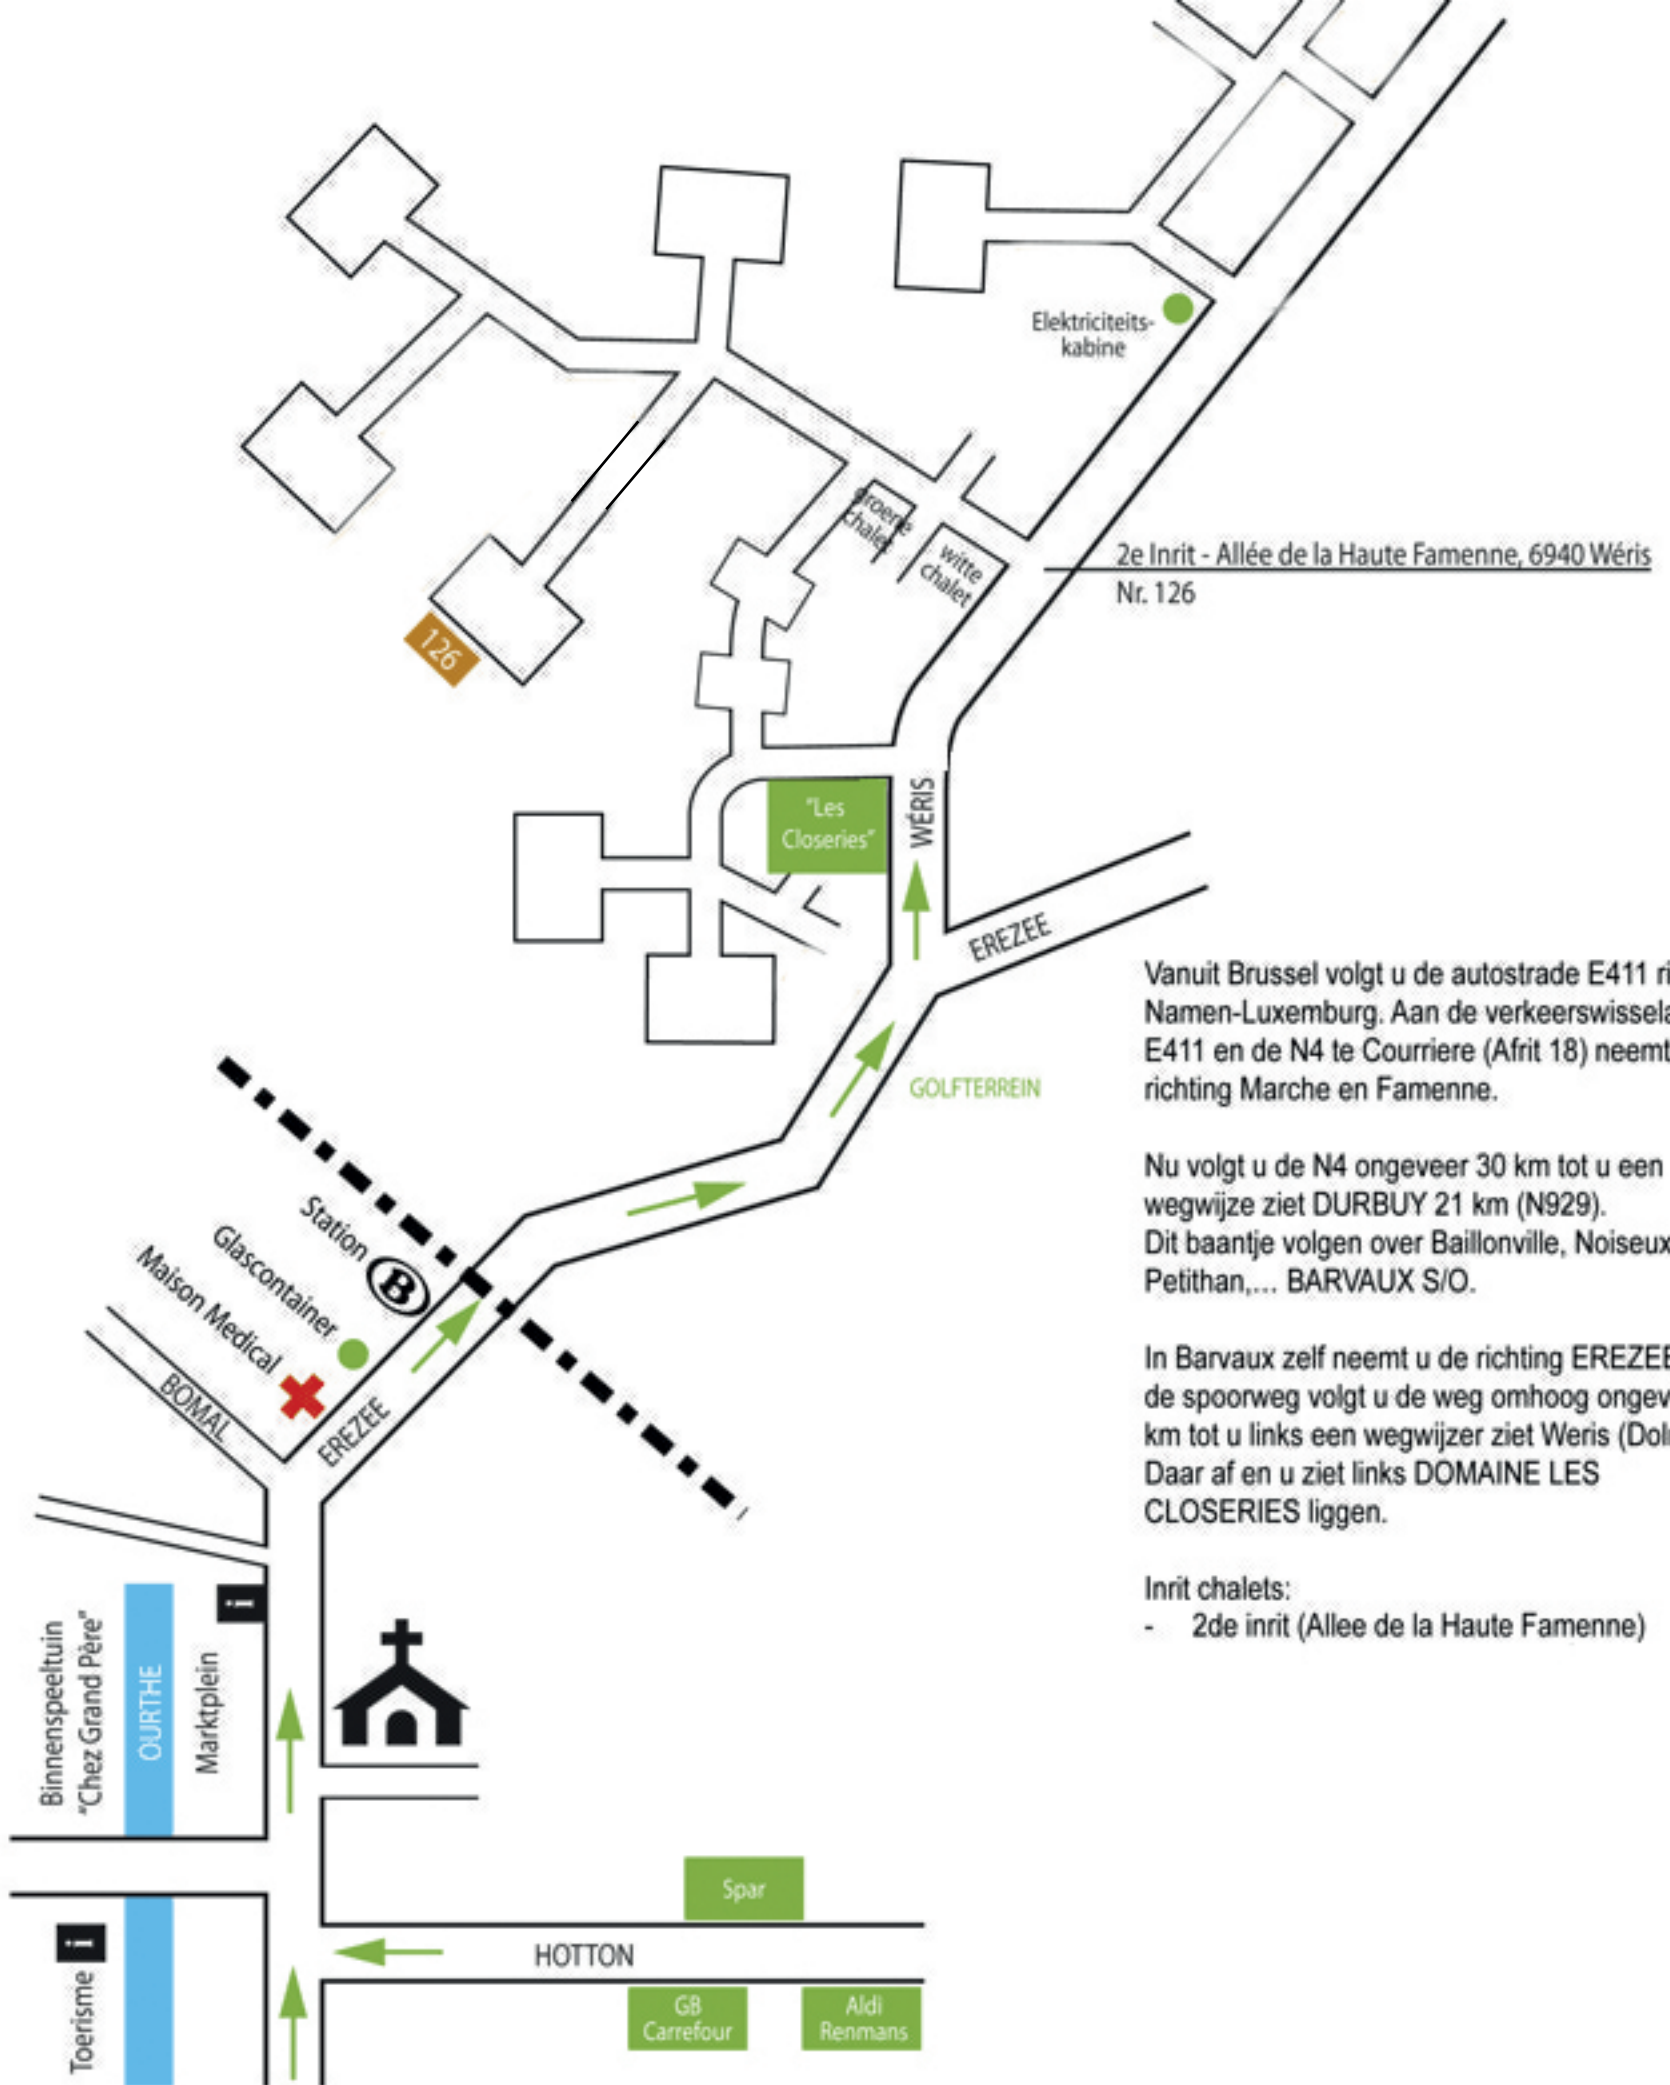 Elektriciteits-
kabine
groene
chalet
witte
chalet
2e Inrit - Allée de la Haute Famenne, 6940 Wéris
Nr. 126
126
"Les
Closeries"
WÉRIS
EREZEE
GOLFTERREIN
Vanuit Brussel volgt u de autostrade E411 ri
Namen-Luxemburg. Aan de verkeerswissela
E411 en de N4 te Courriere (Afrit 18) neemt
richting Marche en Famenne.
Nu volgt u de N4 ongeveer 30 km tot u een
wegwijze ziet DURBUY 21 km (N929).
Dit baantje volgen over Baillonville, Noiseux
Petithan,... BARVAUX S/O.
In Barvaux zelf neemt u de richting EREZEE
de spoorweg volgt u de weg omhoog ongev
km tot u links een wegwijzer ziet Weris (Dol
Daar af en u ziet links DOMAINE LES
CLOSERIES liggen.
Inrit chalets:
- 2de inrit (Allee de la Haute Famenne)
Station
B
Glascontainer
Maison Medical
BOMAL
EREZEE
i
Binnenspeeltuin
"Chez Grand Père"
OURTHE
Marktplein
Spar
HOTTON
GB
Carrefour
Aldi
Renmans
i
Toerisme